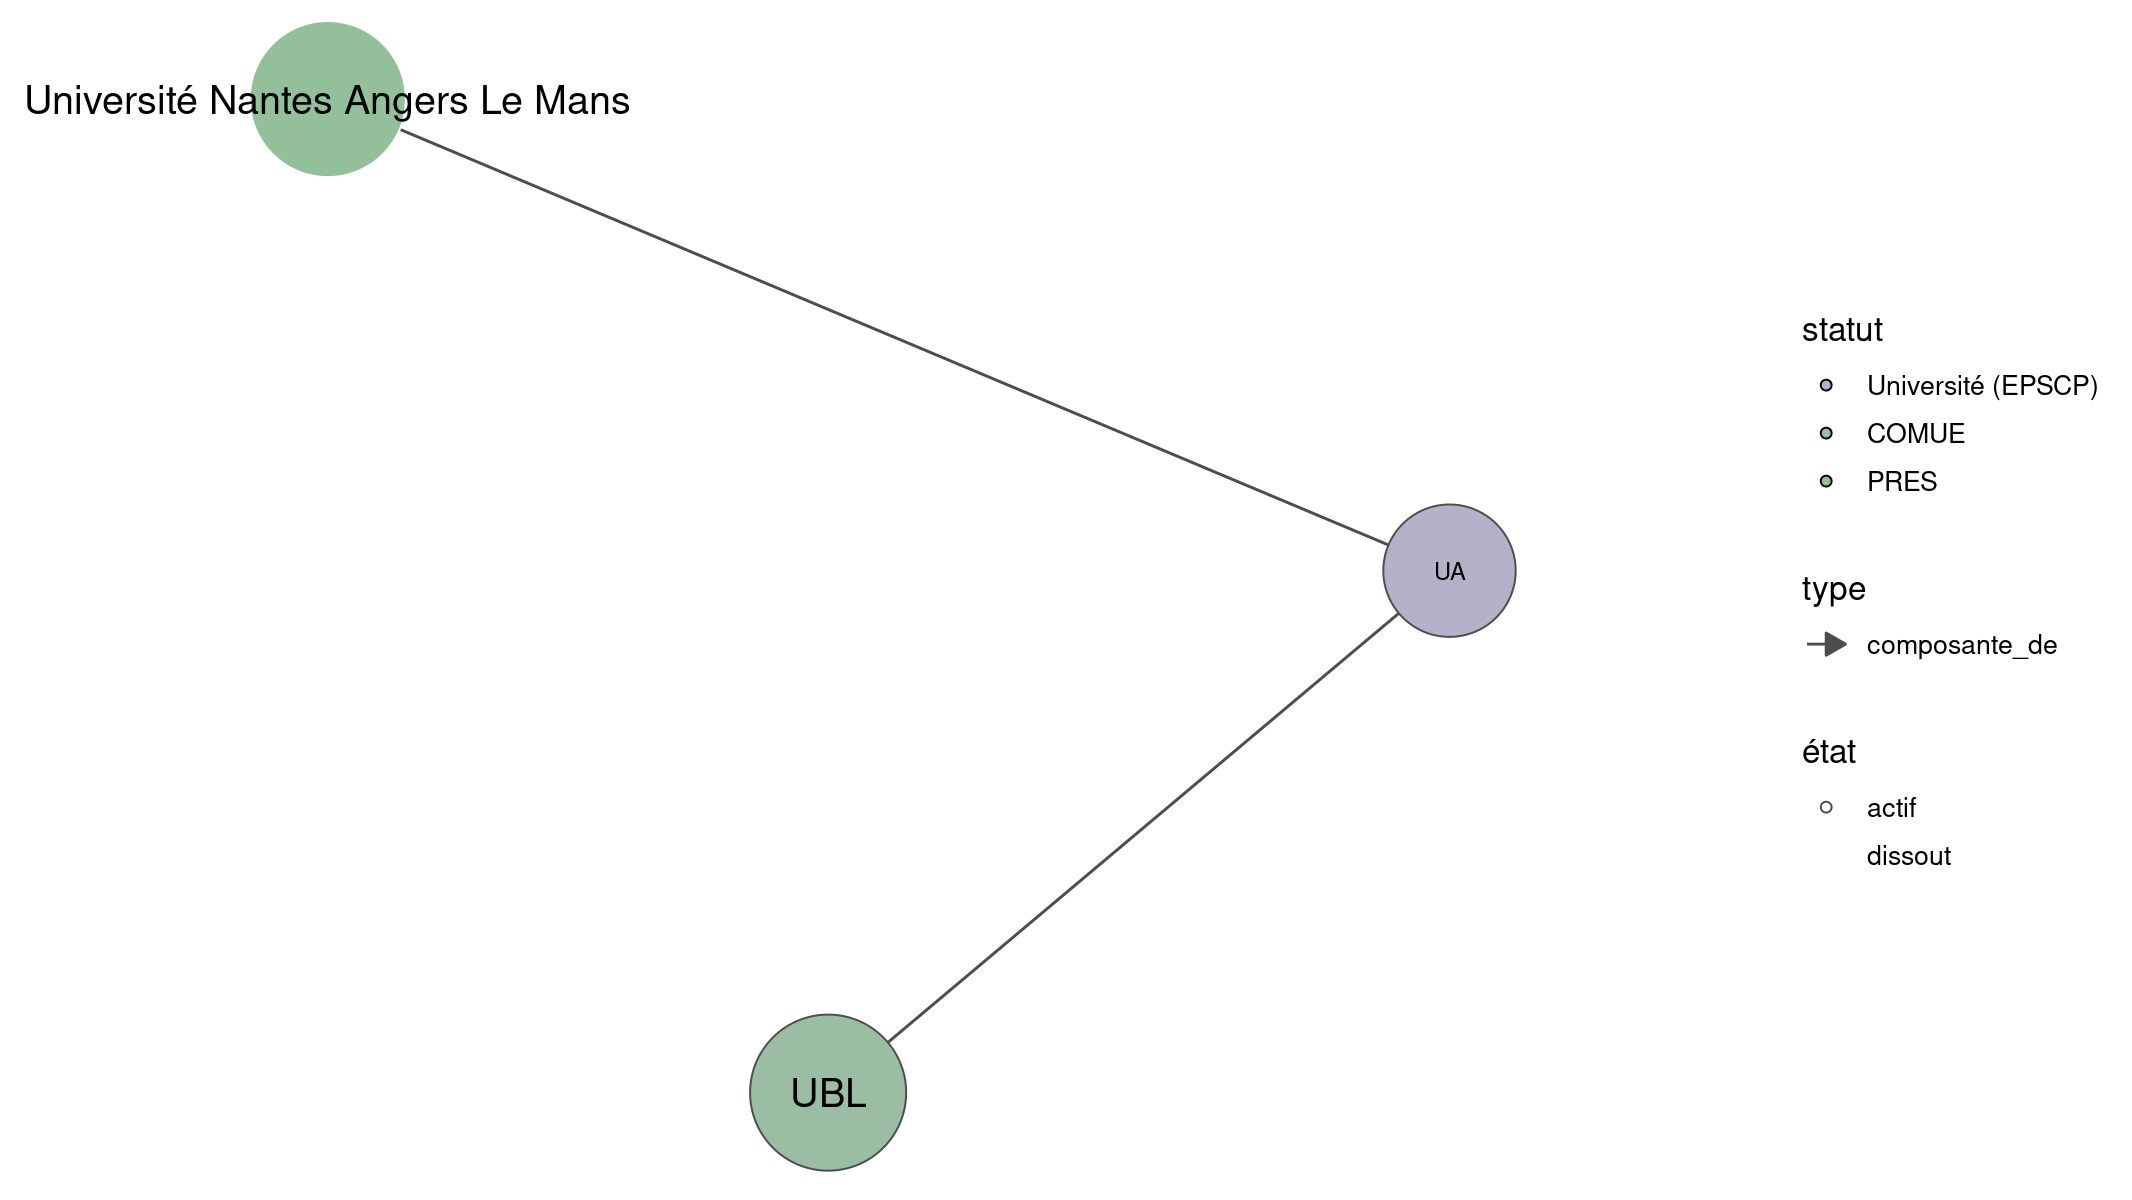 Université Nantes Angers Le Mans
UA
UBL
statut
Université (EPSCP)
COMUE
PRES
type
composante_de
état
actif
dissout